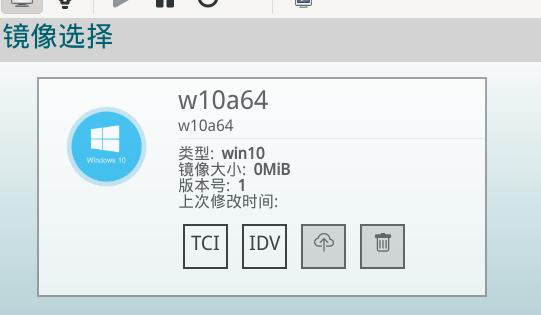 镜像选择
w10a64
w10a64
Windows 10
类型: win10
镜像大小: 0MiB
版本号: 1
上次修改时间:
TCI IDV